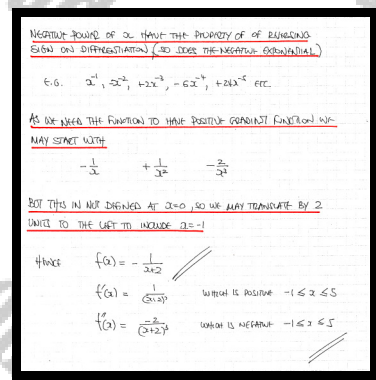 NEGATIVE POWER OF x HAVE THE PROPERTY OF OF REVERSING
SIGN ON DIFFERENTIATION (SO DOES THE NEGATIVE EXPONENTIAL)
E.G. x⁻¹, -x⁻², +2x⁻³, -6x⁻⁴, +24x⁻⁵ ETC
AS WE NEED THE FUNCTION TO HAVE POSITIVE GRADIENT FUNCTION WE
MAY START WITH
-1/x +1/x² -2/x³
BUT THIS IN NOT DEFINED AT x=0, SO WE MAY TRANSLATE BY 2
UNITS TO THE LEFT TO INCLUDE x=-1
HENCE f(x) = -1/(x+2)
f'(x) = 1/(x+2)² WHICH IS POSITIVE -1≤x≤5
f''(x) = -2/(x+2)³ WHICH IS NEGATIVE -1≤x≤5